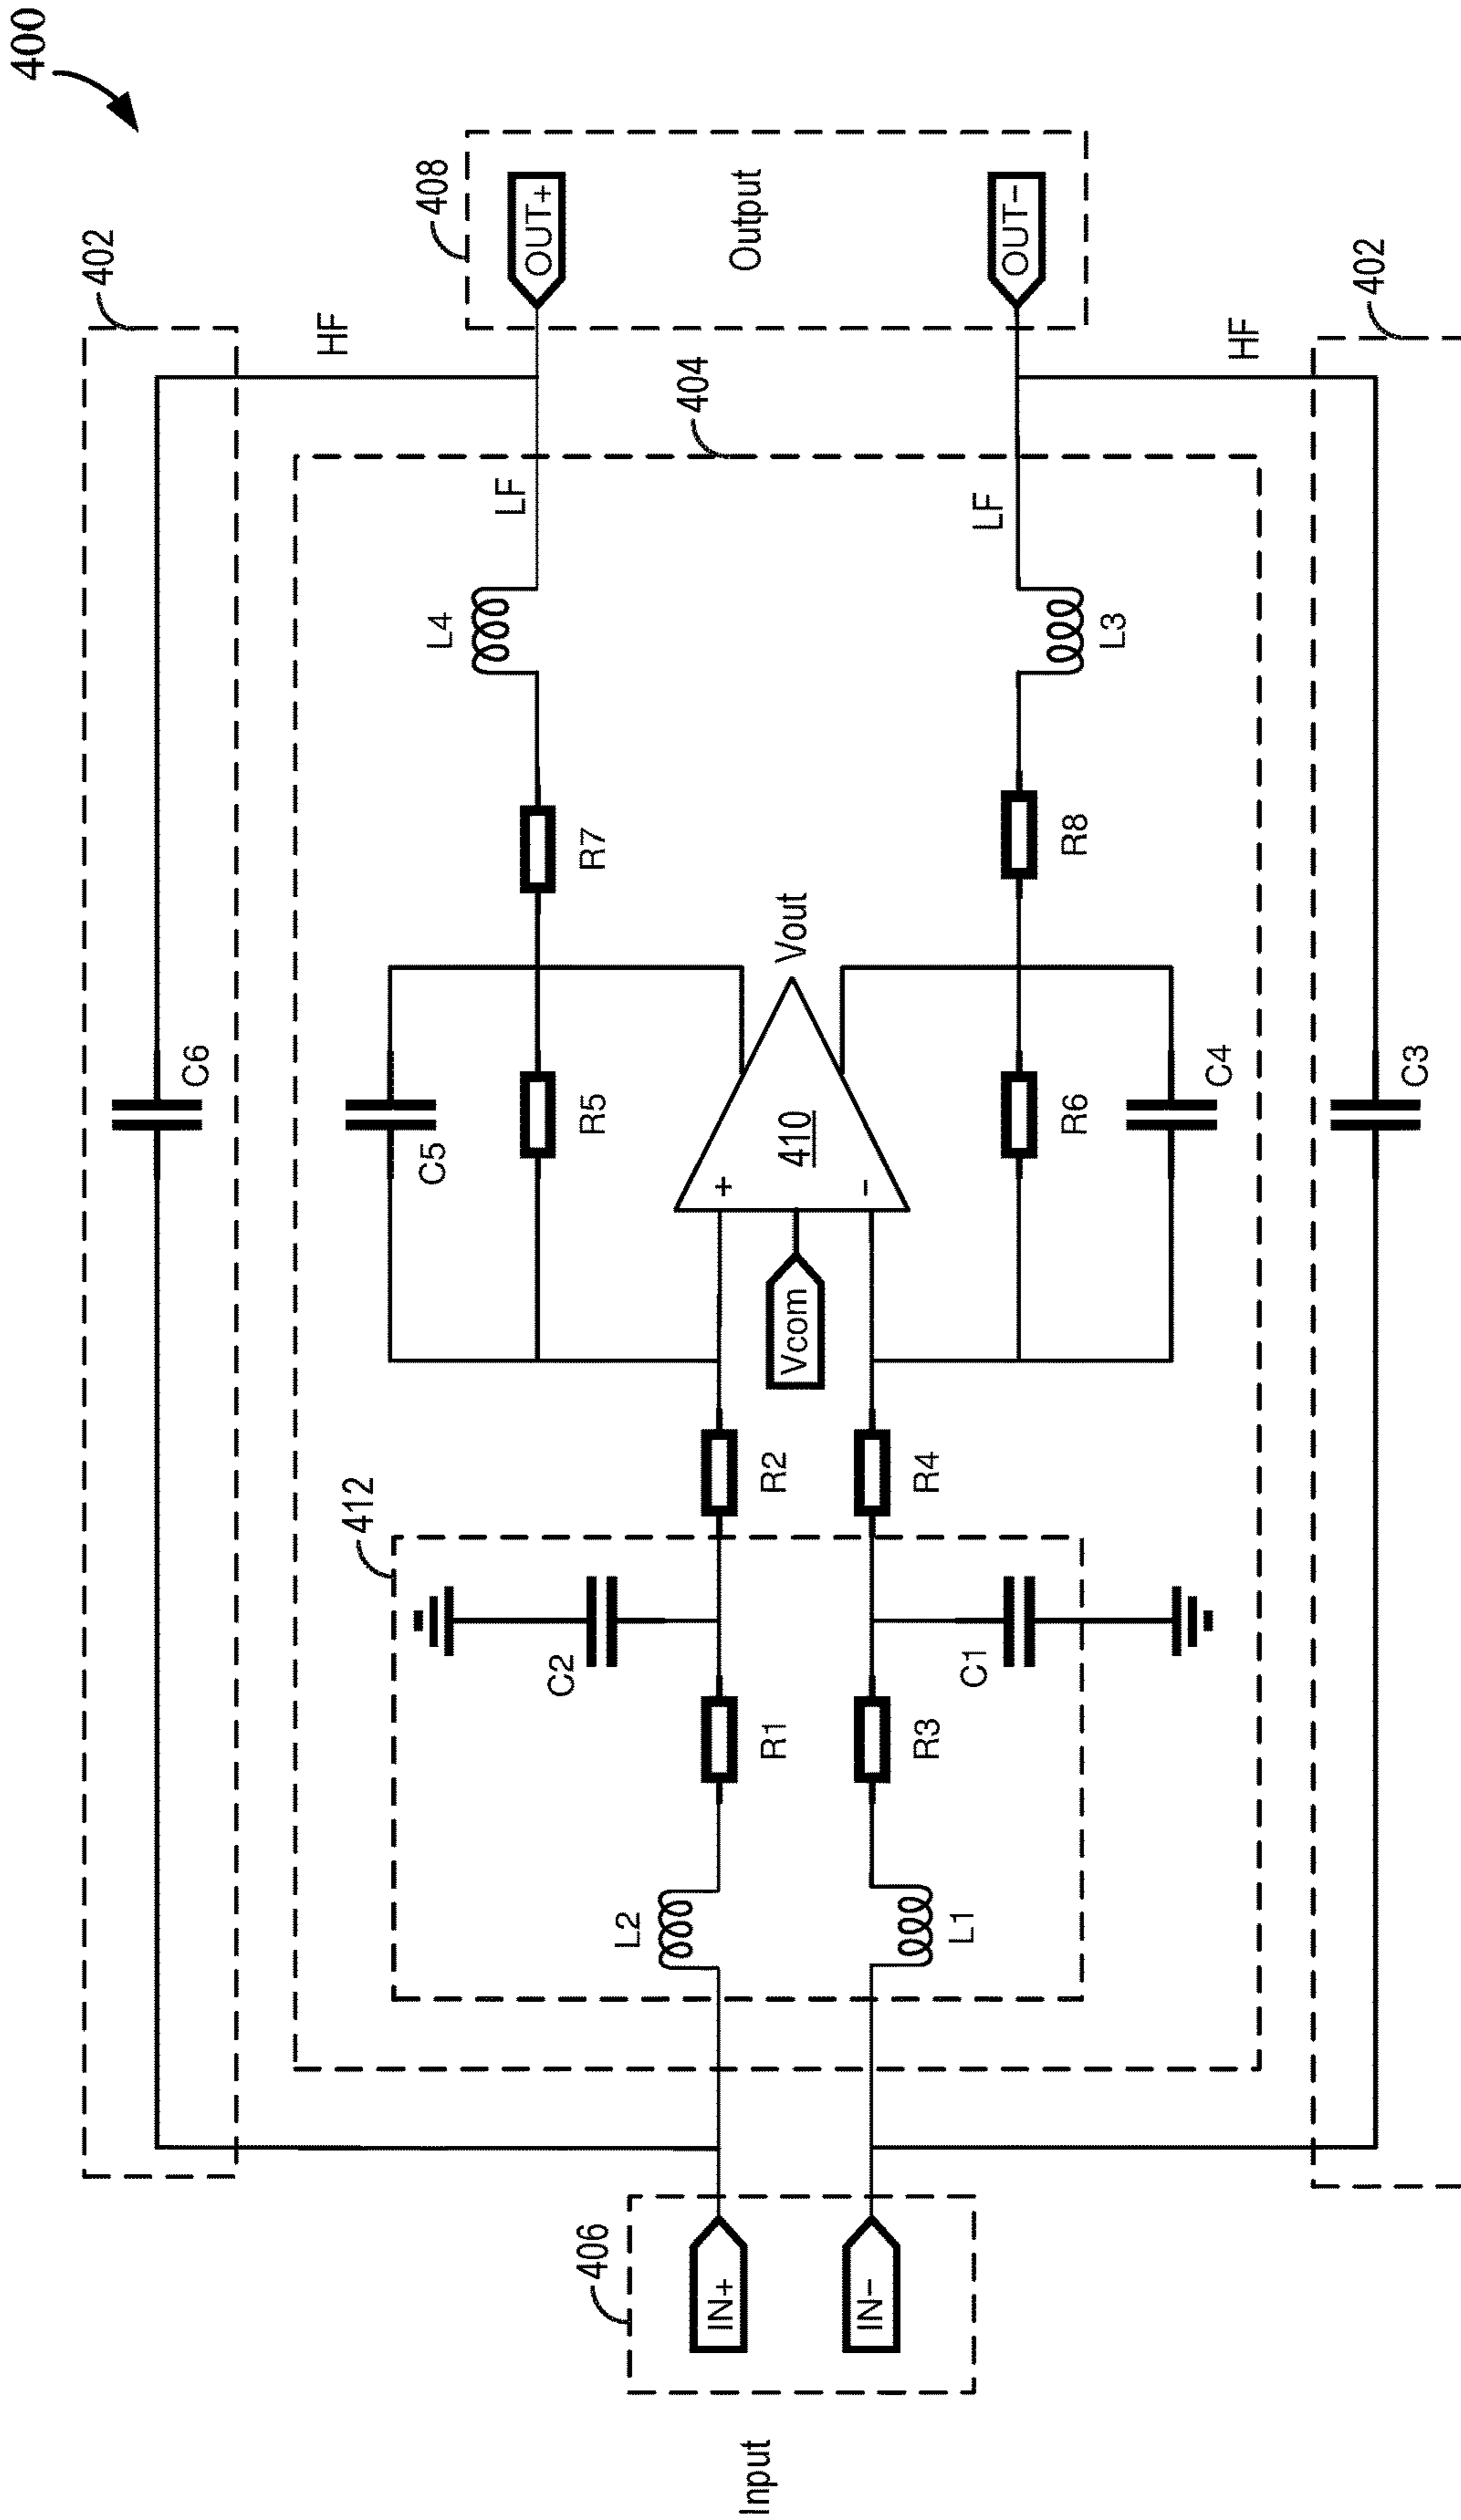 400
402
C6
HF
408
OUT+
Output
OUT−
404
LF
LF
L4
L3
R7
R8
C5
R5
Vout
410
+
−
Vcom
R6
C4
412
C2
R2
R4
R1
R3
C1
L2
L1
406
IN+
IN−
Input
402
HF
C3